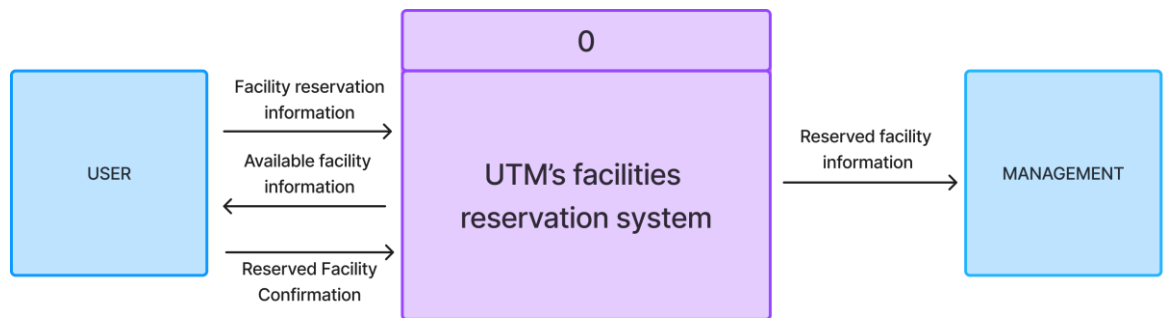 0
Facility reservation
information
Available facility
information
Reserved Facility
Confirmation
USER
UTM’s facilities
reservation system
Reserved facility
information
MANAGEMENT